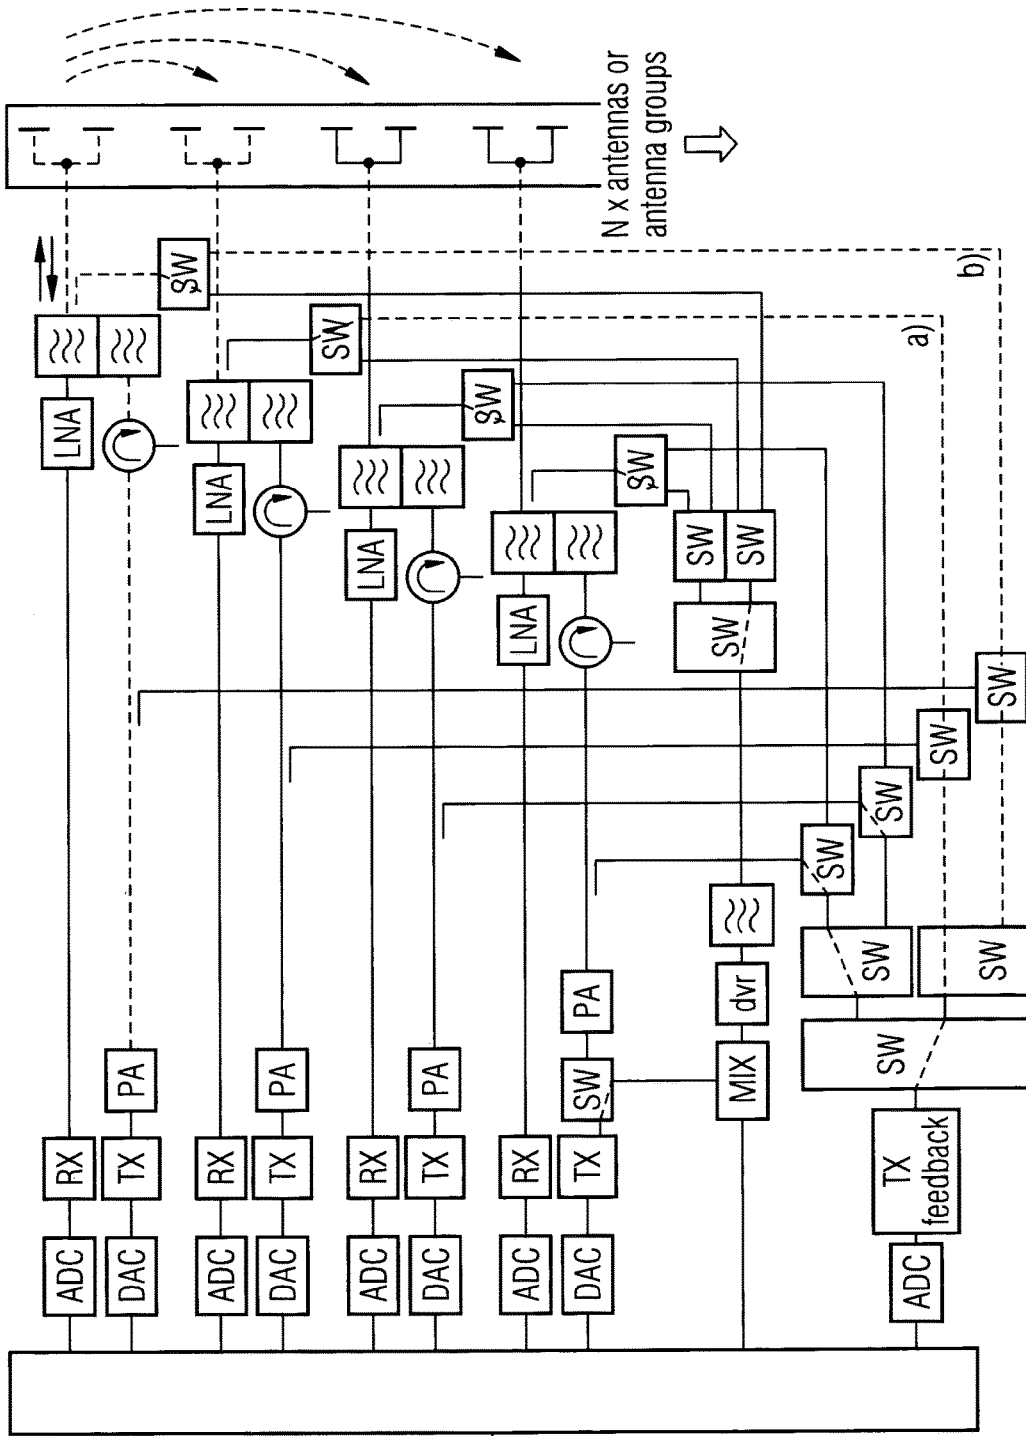 ADC RX LNA
DAC TX PA
SW
ADC RX LNA
DAC TX PA
SW
ADC RX LNA
DAC TX PA
SW
ADC RX LNA
DAC TX SW PA
N x antennas or
antenna groups
SW
SW
SW
SW
MIX dvr
SW
SW
SW
SW
TX
feedback
ADC
a)
SW
b)
SW
SW